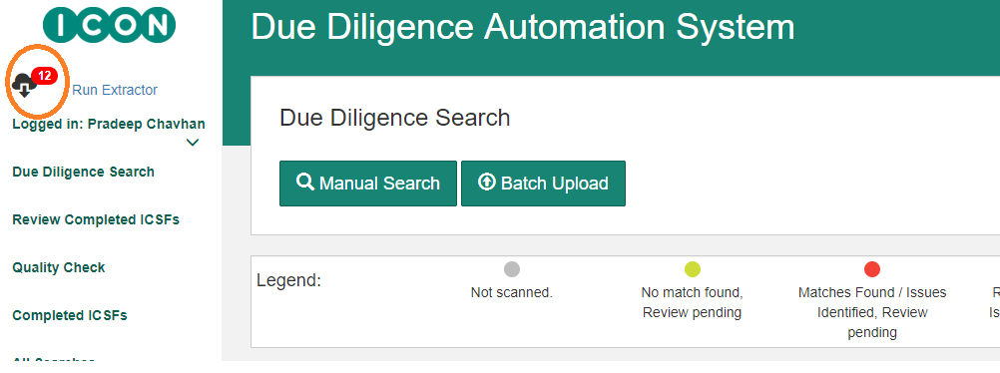 ICON
Due Diligence Automation System
12
Run Extractor
Logged in: Pradeep Chavhan
Due Diligence Search
Review Completed ICSFs
Quality Check
Completed ICSFs
All Searches
Due Diligence Search
Manual Search
Batch Upload
Legend:
Not scanned.
No match found,
Review pending
Matches Found / Issues
Identified, Review
pending